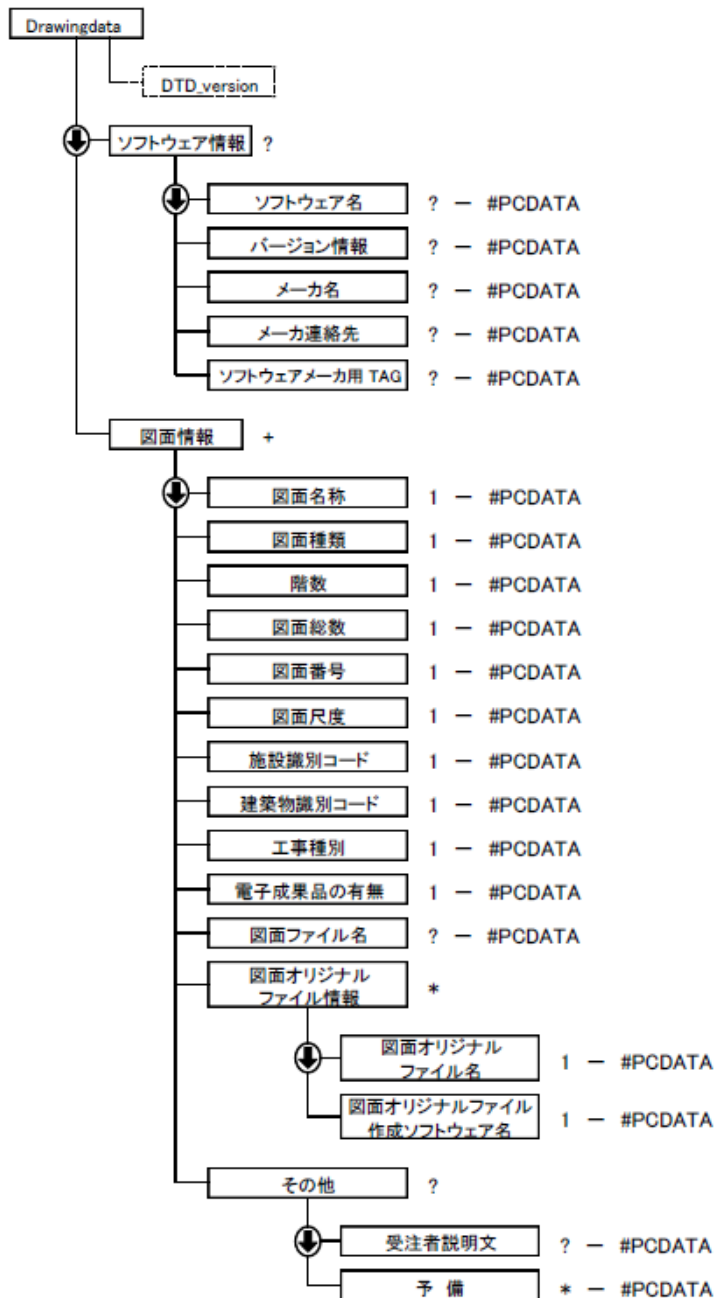 Drawingdata
DTD_version
ソフトウェア情報 ?
ソフトウェア名 ? － #PCDATA
バージョン情報 ? － #PCDATA
メーカ名 ? － #PCDATA
メーカ連絡先 ? － #PCDATA
ソフトウェアメーカ用 TAG ? － #PCDATA
図面情報 +
図面名称 1 － #PCDATA
図面種類 1 － #PCDATA
階数 1 － #PCDATA
図面総数 1 － #PCDATA
図面番号 1 － #PCDATA
図面尺度 1 － #PCDATA
施設識別コード 1 － #PCDATA
建築物識別コード 1 － #PCDATA
工事種別 1 － #PCDATA
電子成果品の有無 1 － #PCDATA
図面ファイル名 ? － #PCDATA
図面オリジナル
ファイル情報 *
図面オリジナル
ファイル名 1 － #PCDATA
図面オリジナルファイル
作成ソフトウェア名 1 － #PCDATA
その他 ?
受注者説明文 ? － #PCDATA
予 備 * － #PCDATA